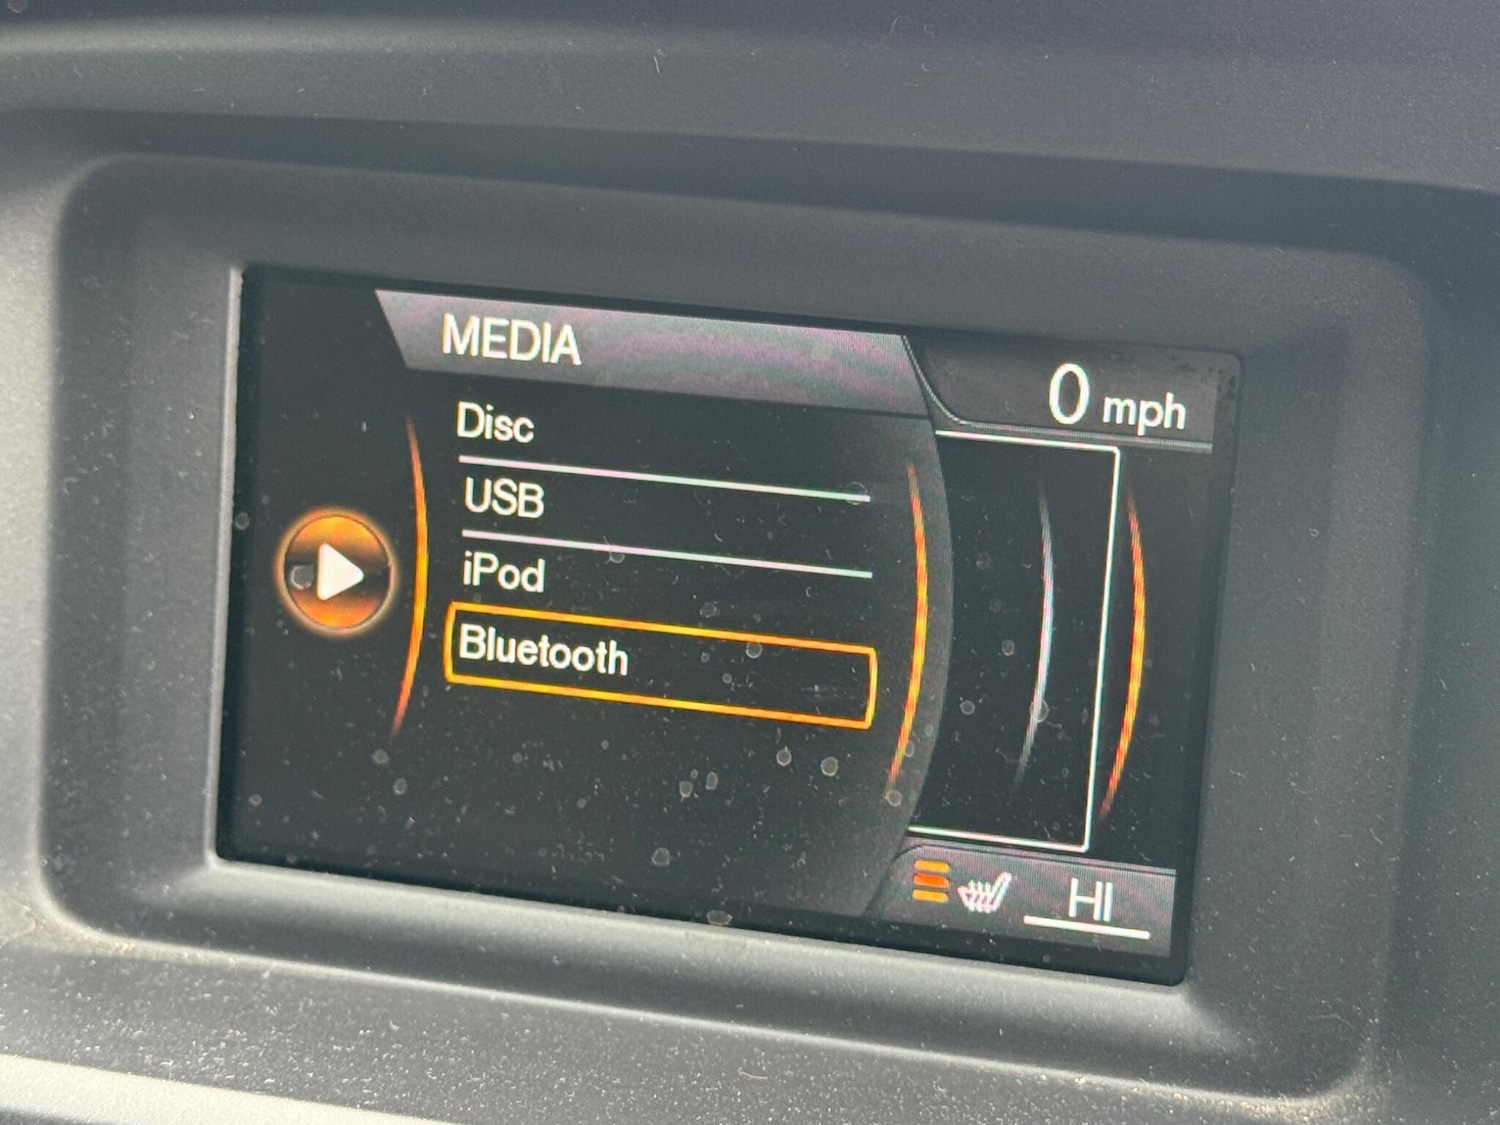 MEDIA
0 mph
Disc
USB
iPod
Bluetooth
HI